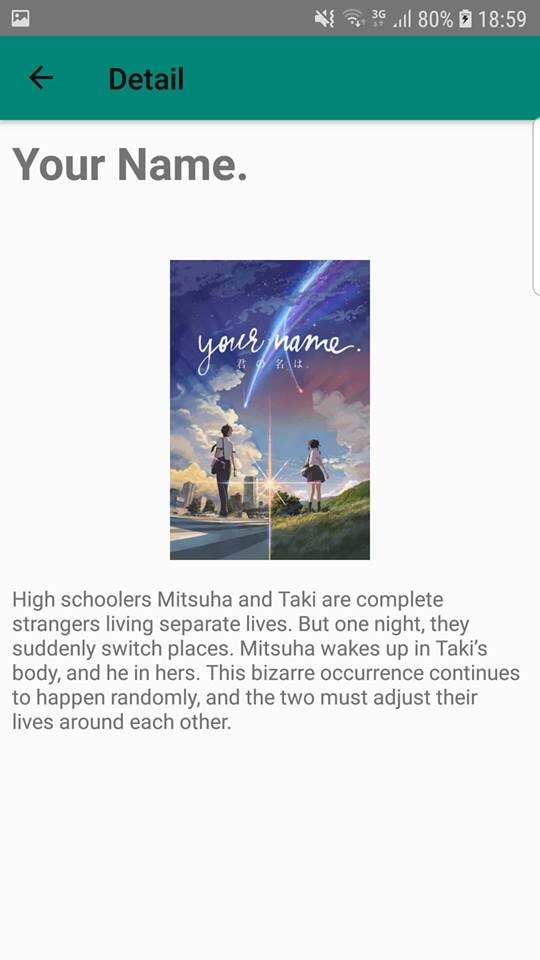 3G 80% 18:59
Detail
Your Name.
your name.
君の名は。
High schoolers Mitsuha and Taki are complete
strangers living separate lives. But one night, they
suddenly switch places. Mitsuha wakes up in Taki’s
body, and he in hers. This bizarre occurrence continues
to happen randomly, and the two must adjust their
lives around each other.